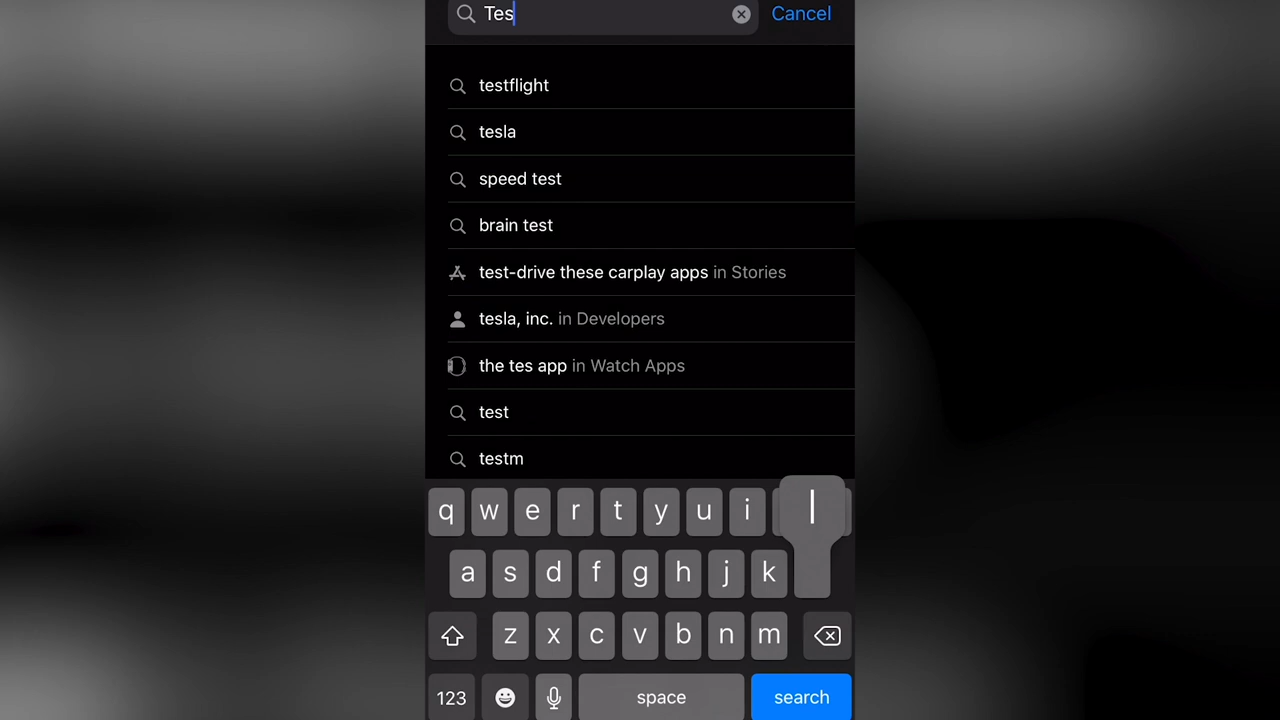 Tes Cancel
testflight
tesla
speed test
brain test
test-drive these carplay apps in Stories
tesla, inc. in Developers
the tes app in Watch Apps
test
testm
q w e r t y u i l
a s d f g h j k
z x c v b n m
123 space search